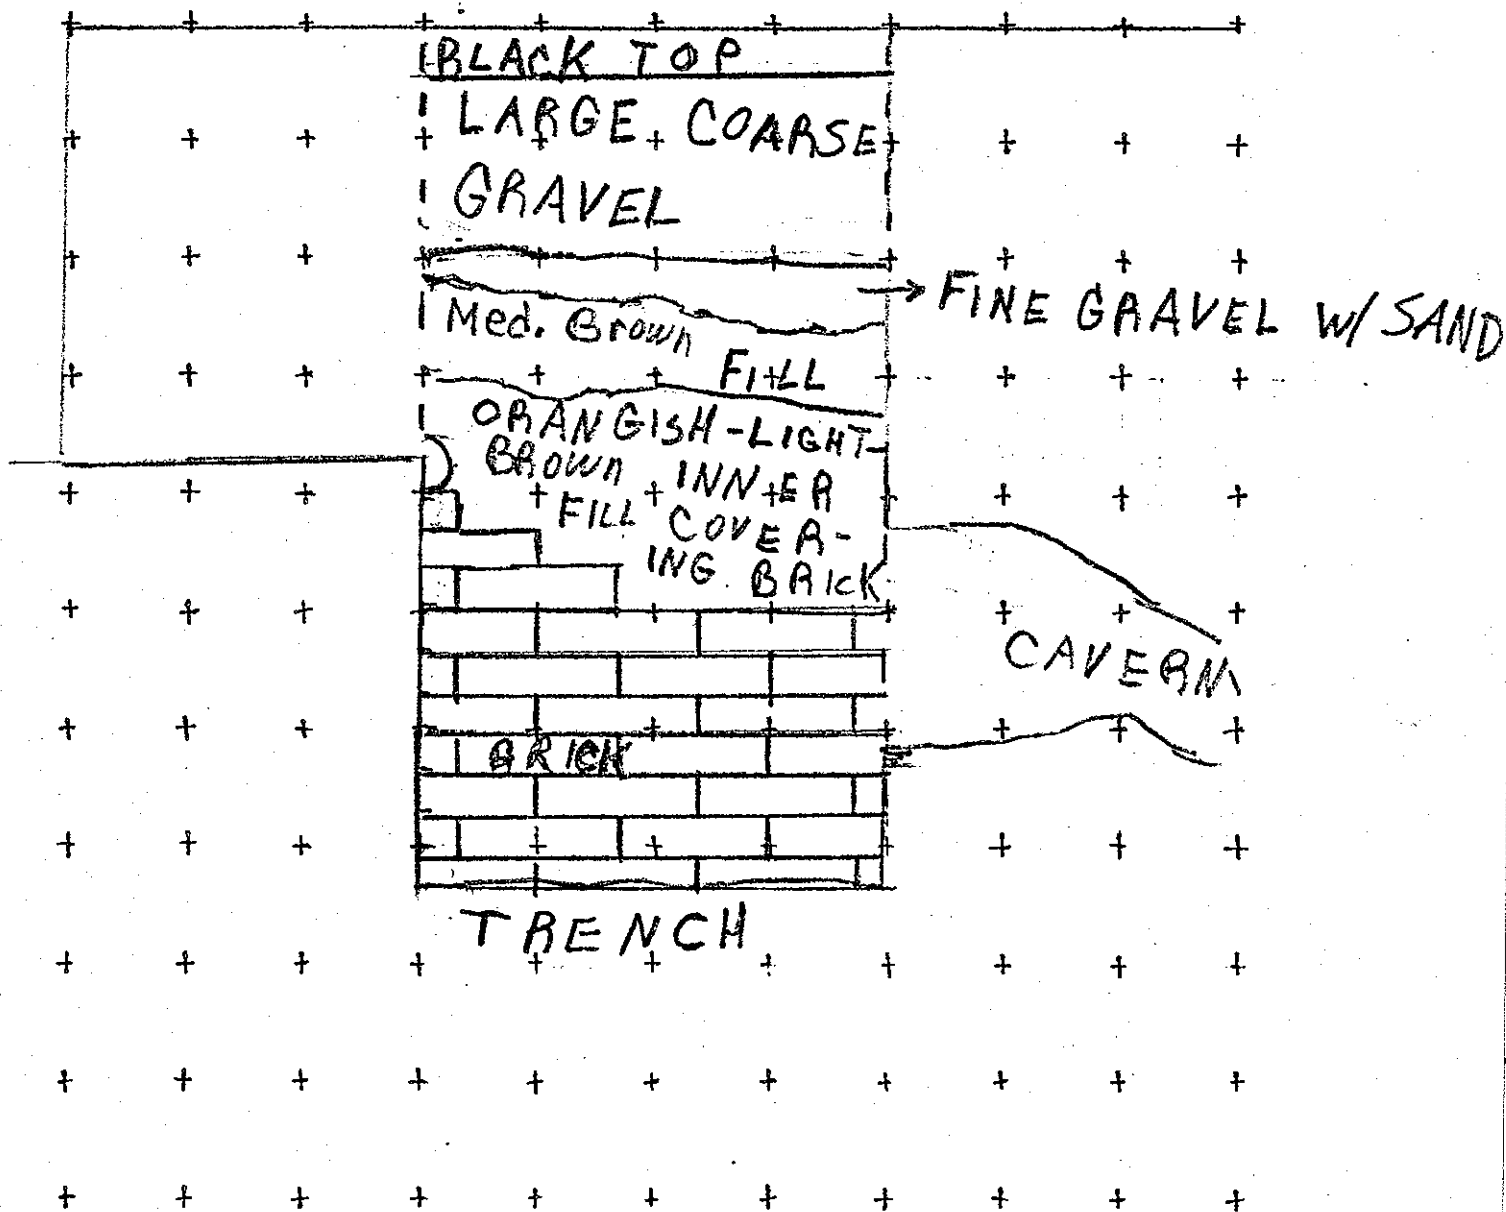 BLACK TOP
LARGE COARSE
GRAVEL
→ FINE GRAVEL W/ SAND
Med. Brown
FILL
ORANGISH-LIGHT-
BROWN INNER
FILL COVER-
ING BRICK
CAVERN
BRICK
TRENCH